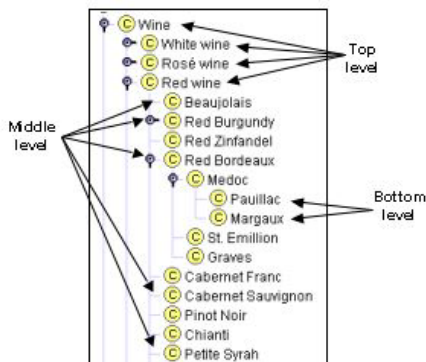 C Wine
C White wine
C Rosé wine
C Red wine
C Beaujolais
C Red Burgundy
C Red Zinfandel
C Red Bordeaux
C Medoc
C Pauillac
C Margaux
C St. Emillion
C Graves
C Cabernet Franc
C Cabernet Sauvignon
C Pinot Noir
C Chianti
C Petite Syrah
Top
level
Middle
level
Bottom
level